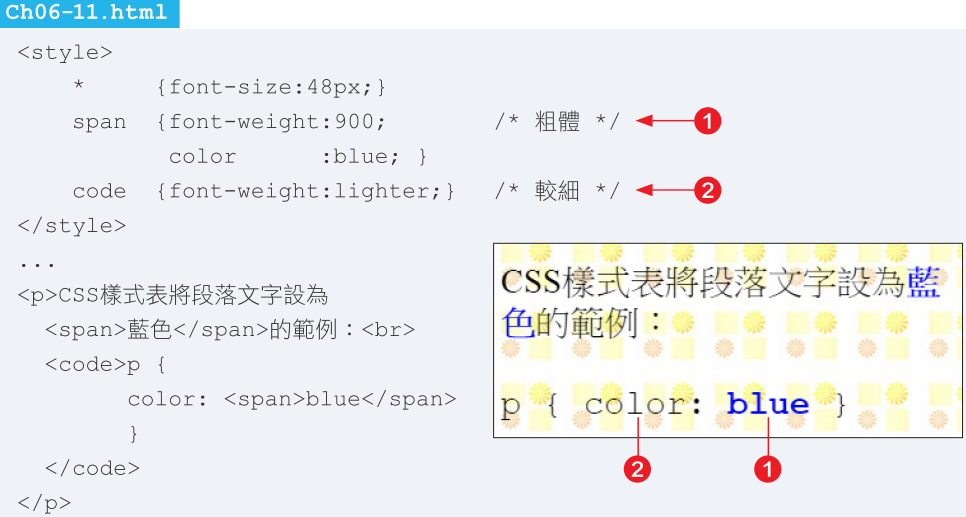 Ch06-11.html
<style>
    *     {font-size:48px;}
    span  {font-weight:900;        /* 粗體 */ 1
           color      :blue; }
    code  {font-weight:lighter;}   /* 較細 */ 2
</style>
...
<p>CSS樣式表將段落文字設為
  <span>藍色</span>的範例：<br>
  <code>p {
        color: <span>blue</span>
        }
  </code>
</p>
CSS樣式表將段落文字設為藍
色的範例：
p { color: blue }
2 1